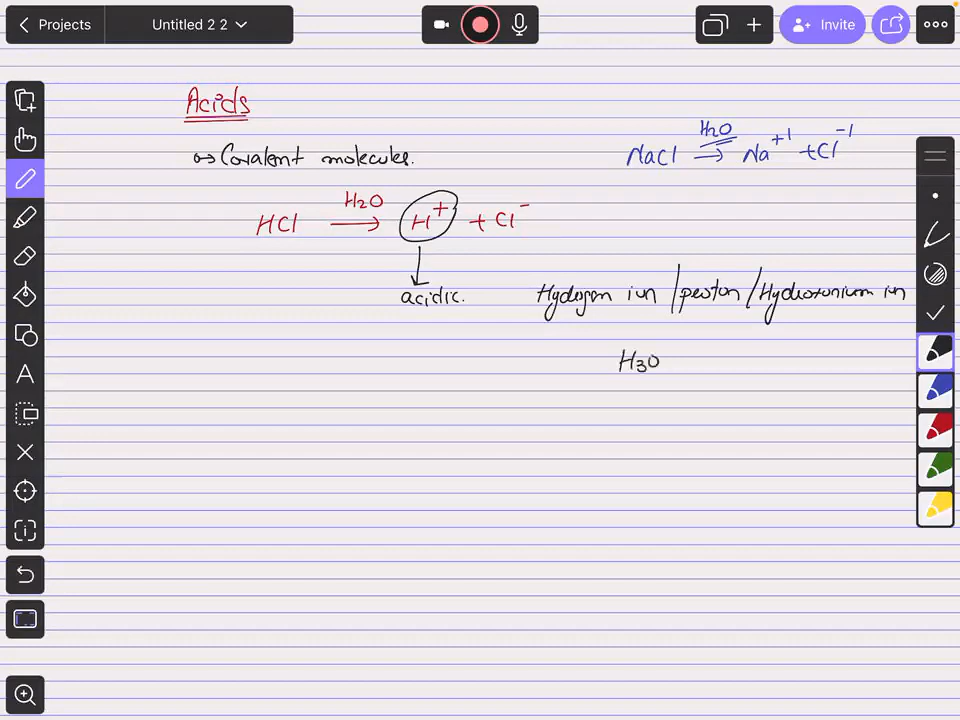 Projects
Untitled 2 2
Invite
Acids
↦ Covalent molecules.
NaCl →(H2O) Na⁺¹ + Cl⁻¹
HCl →(H2O) H⁺ + Cl⁻
acidic.
Hydrogen ion / proton / Hydronium ion
H3O